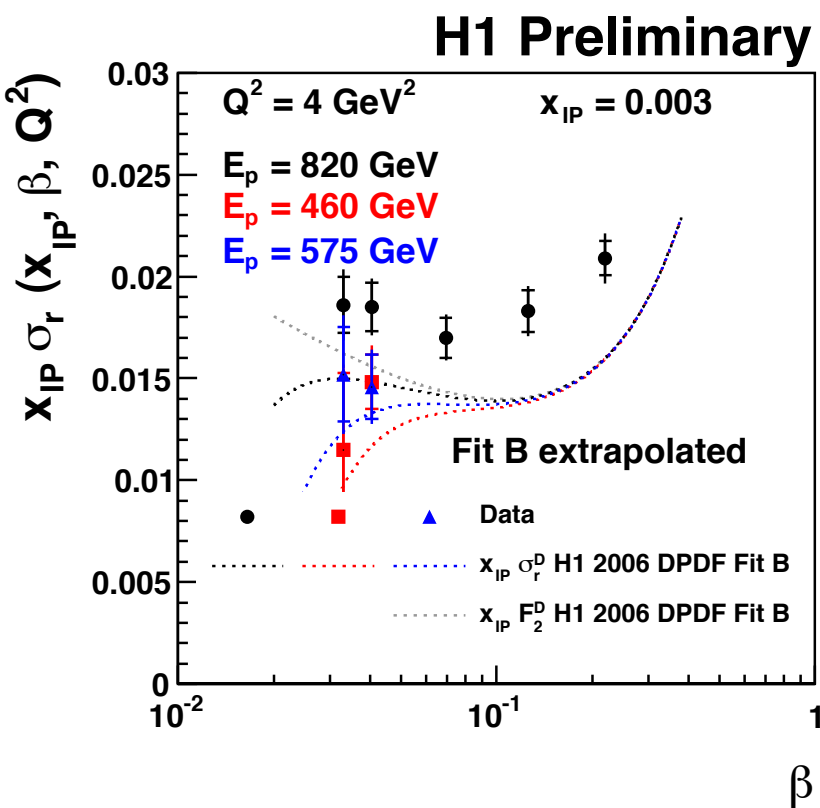 H1 Preliminary
x_IP σ_r (x_IP, β, Q²)
0.03
0.025
0.02
0.015
0.01
0.005
0
Q² = 4 GeV² x_IP = 0.003
E_p = 820 GeV
E_p = 460 GeV
E_p = 575 GeV
Fit B extrapolated
Data
x_IP σ_r^D H1 2006 DPDF Fit B
x_IP F_2^D H1 2006 DPDF Fit B
10⁻² 10⁻¹ 1
β